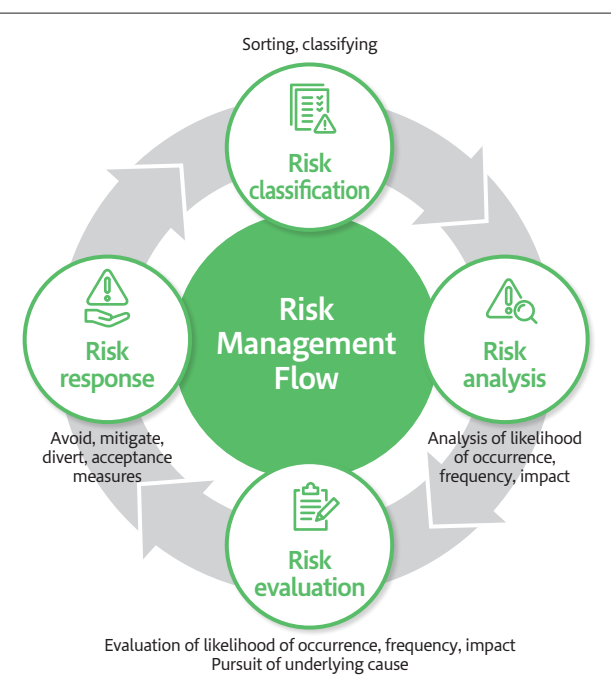 Sorting, classifying
Risk
classification
Risk
Management
Flow
Risk
analysis
Analysis of likelihood
of occurrence,
frequency, impact
Risk
evaluation
Evaluation of likelihood of occurrence, frequency, impact
Pursuit of underlying cause
Risk
response
Avoid, mitigate,
divert, acceptance
measures